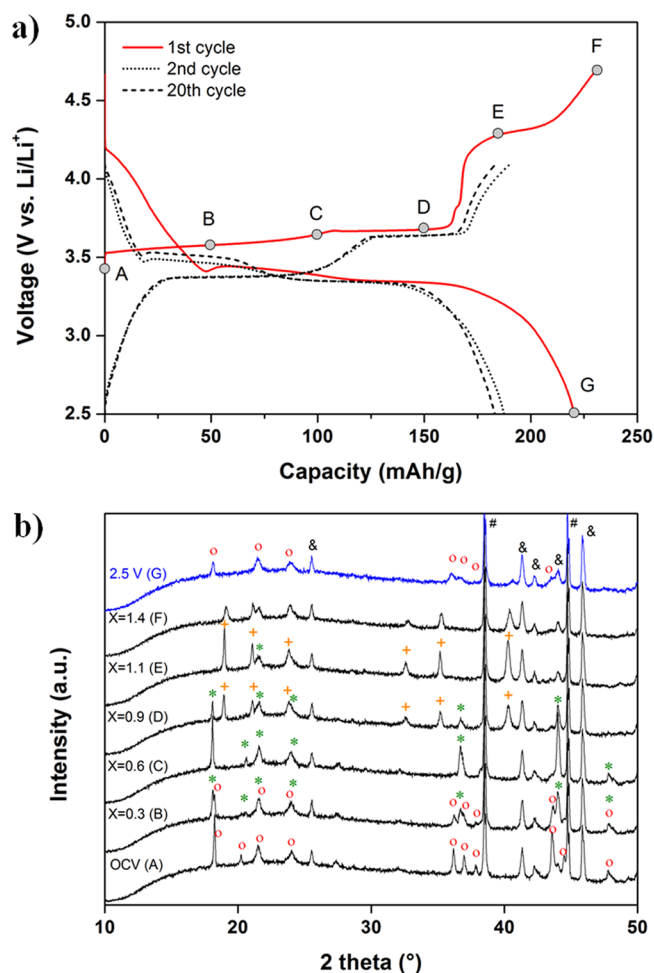 a)
5.0
4.5
4.0
3.5
3.0
2.5
Voltage (V vs. Li/Li⁺)
1st cycle
2nd cycle
20th cycle
A
B
C
D
E
F
G
0 50 100 150 200 250
Capacity (mAh/g)
b)
Intensity (a.u.)
# # &
o o o & o o o & & o &
2.5 V (G)
X=1.4 (F)
+ + * + + + +
X=1.1 (E)
* + + * + * + + * + *
X=0.9 (D)
* * * * * * *
X=0.6 (C)
* o * * o * o o * o o * o
X=0.3 (B)
o o o o o o o o o o
OCV (A)
10 20 30 40 50
2 theta (°)